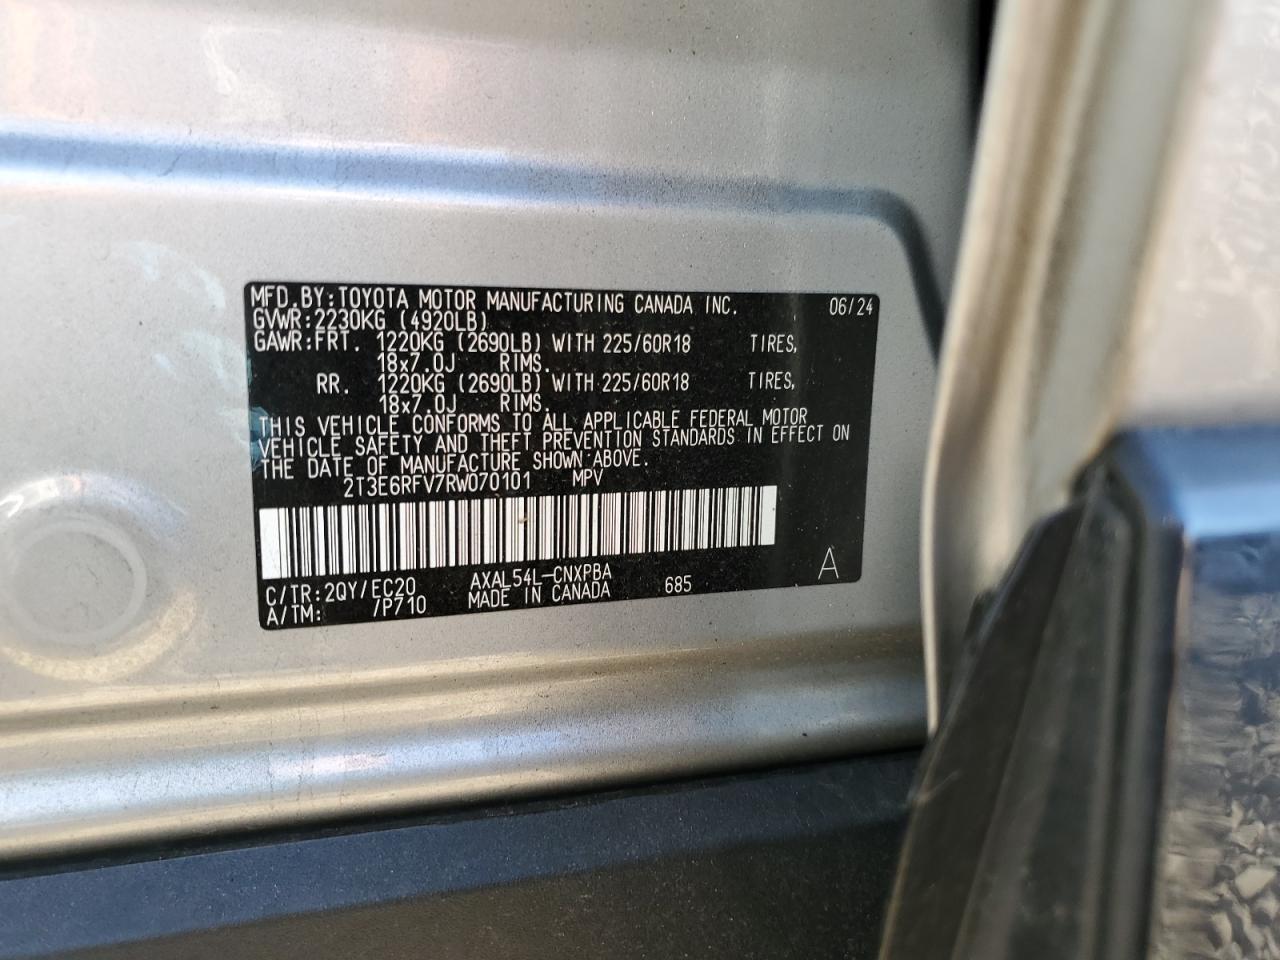 MFD.BY:TOYOTA MOTOR MANUFACTURING CANADA INC. 06/24
GVWR:2230KG (4920LB)
GAWR:FRT. 1220KG (2690LB) WITH 225/60R18 TIRES,
18x7.0J RIMS.
RR. 1220KG (2690LB) WITH 225/60R18 TIRES,
18x7.0J RIMS.
THIS VEHICLE CONFORMS TO ALL APPLICABLE FEDERAL MOTOR
VEHICLE SAFETY AND THEFT PREVENTION STANDARDS IN EFFECT ON
THE DATE OF MANUFACTURE SHOWN ABOVE.
2T3E6RFV7RW070101 MPV
C/TR:2QY/EC20 AXAL54L-CNXPBA 685 A
A/TM: /P710 MADE IN CANADA